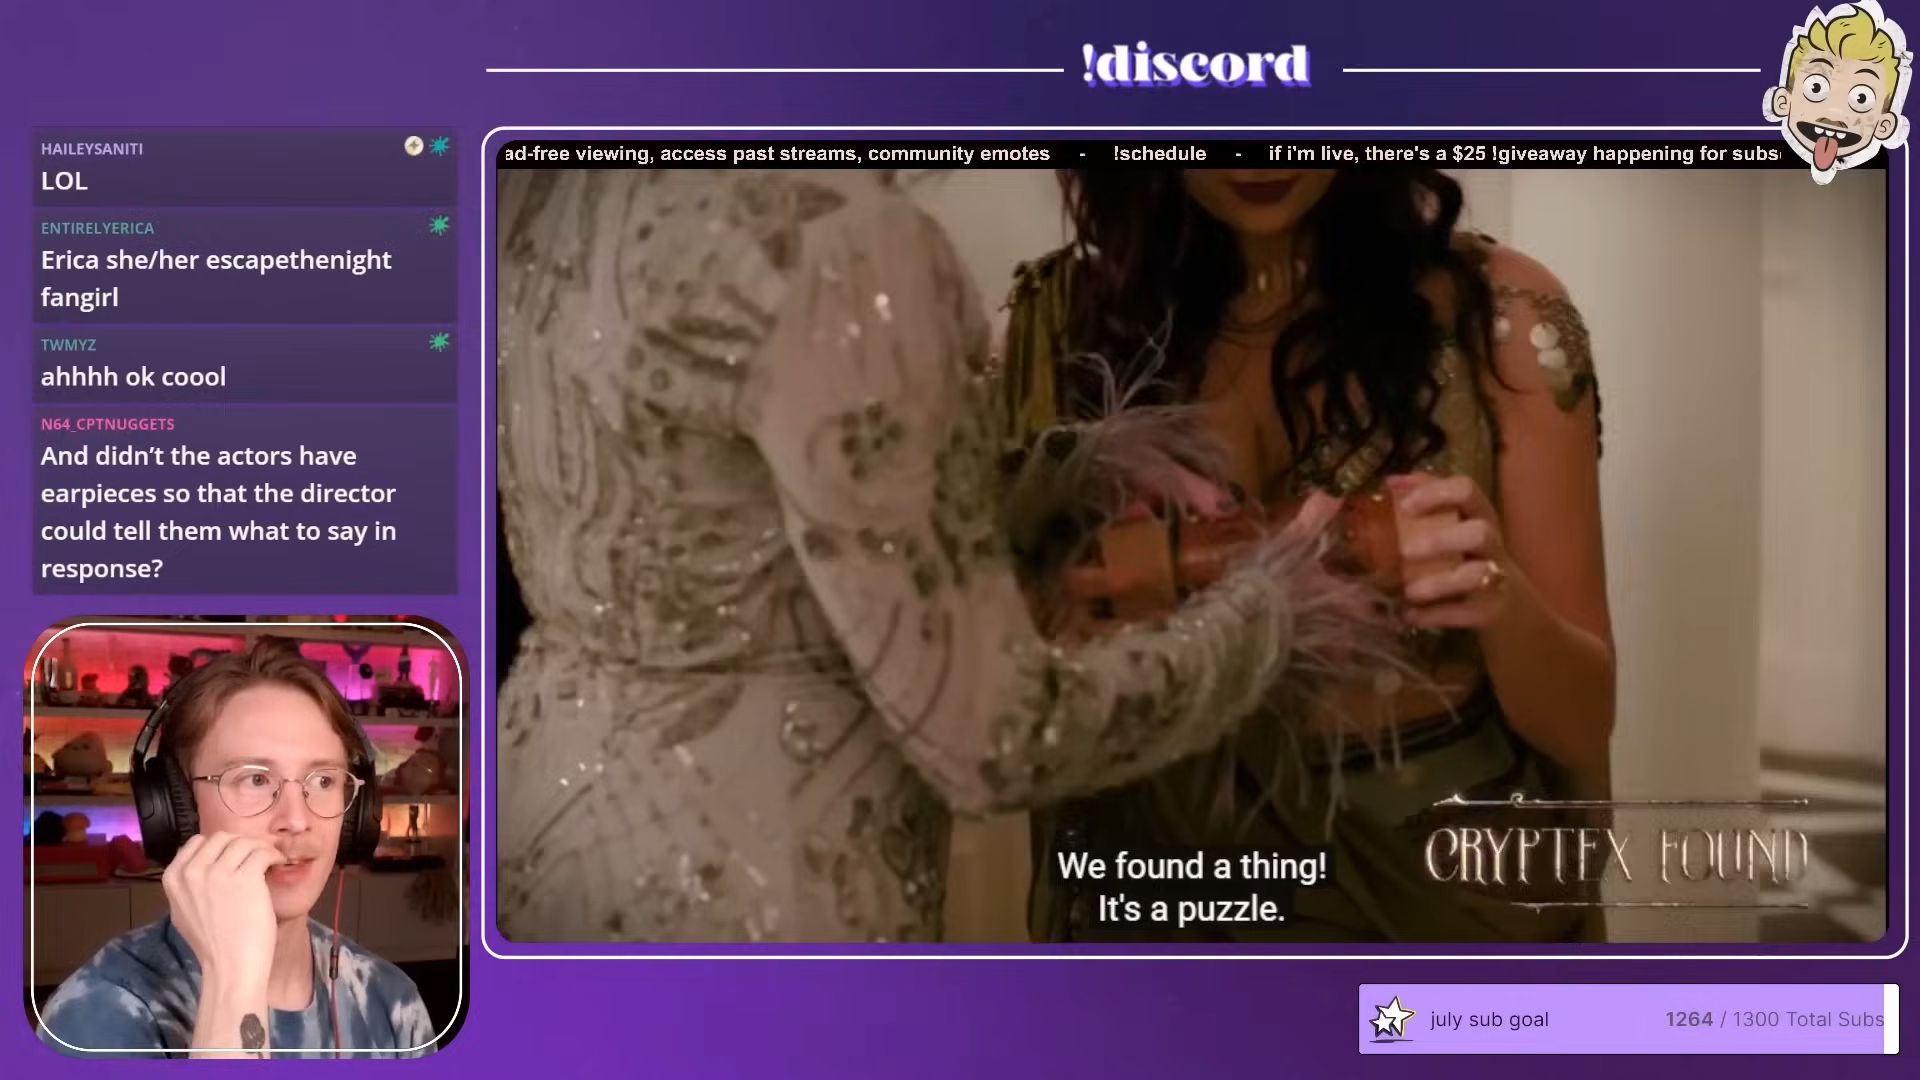 !discord
ad-free viewing, access past streams, community emotes - !schedule - if i'm live, there's a $25 !giveaway happening for subs
HAILEYSANITI
LOL
ENTIRELYERICA
Erica she/her escapethenight
fangirl
TWMYZ
ahhhh ok coool
N64_CPTNUGGETS
And didn’t the actors have
earpieces so that the director
could tell them what to say in
response?
We found a thing!
It's a puzzle.
CRYPTEX FOUND
july sub goal
1264 / 1300 Total Subs